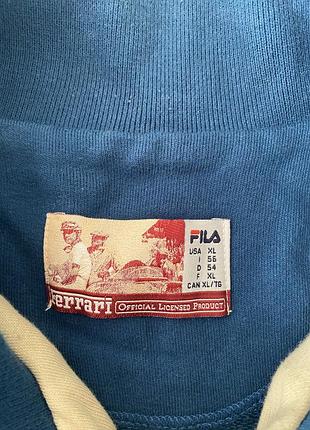 FILA
USA XL
I 56
D 54
F XL
CAN XL/TG
Ferrari OFFICIAL LICENSED PRODUCT